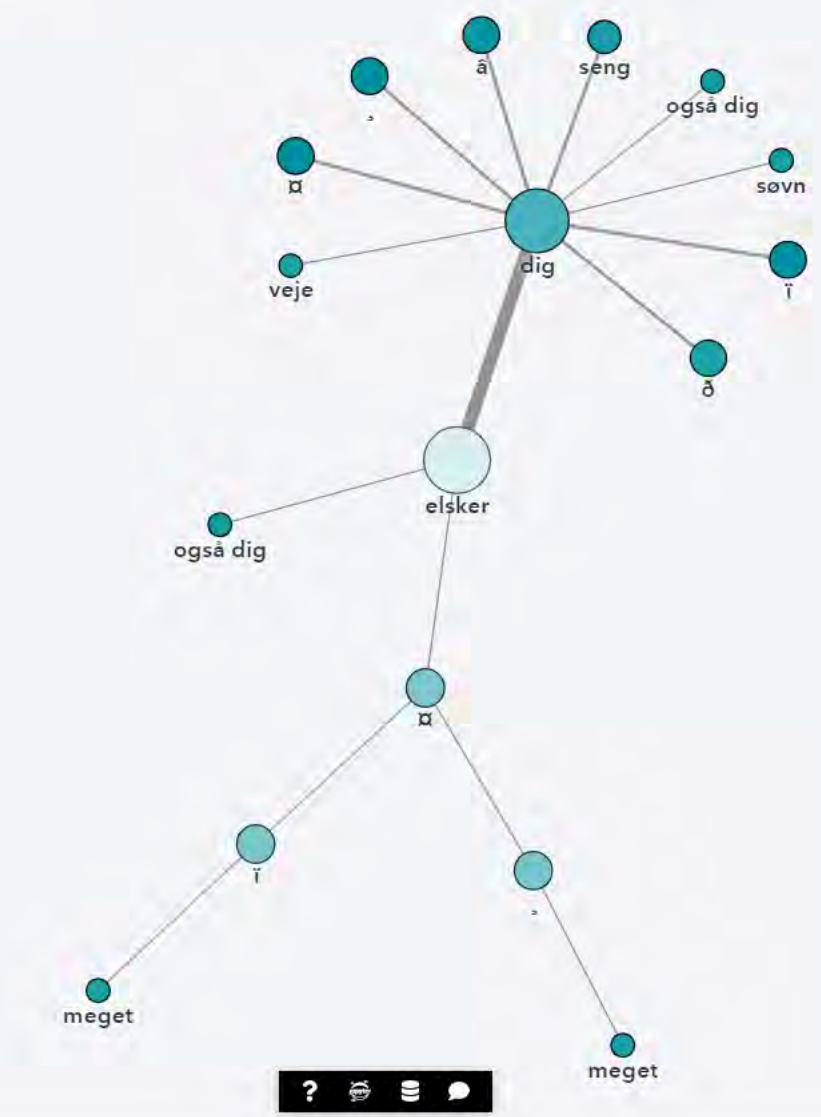 â
seng
¸
også dig
¤
søvn
dig
ï
veje
ð
elsker
også dig
¤
ï
¸
meget
meget
?